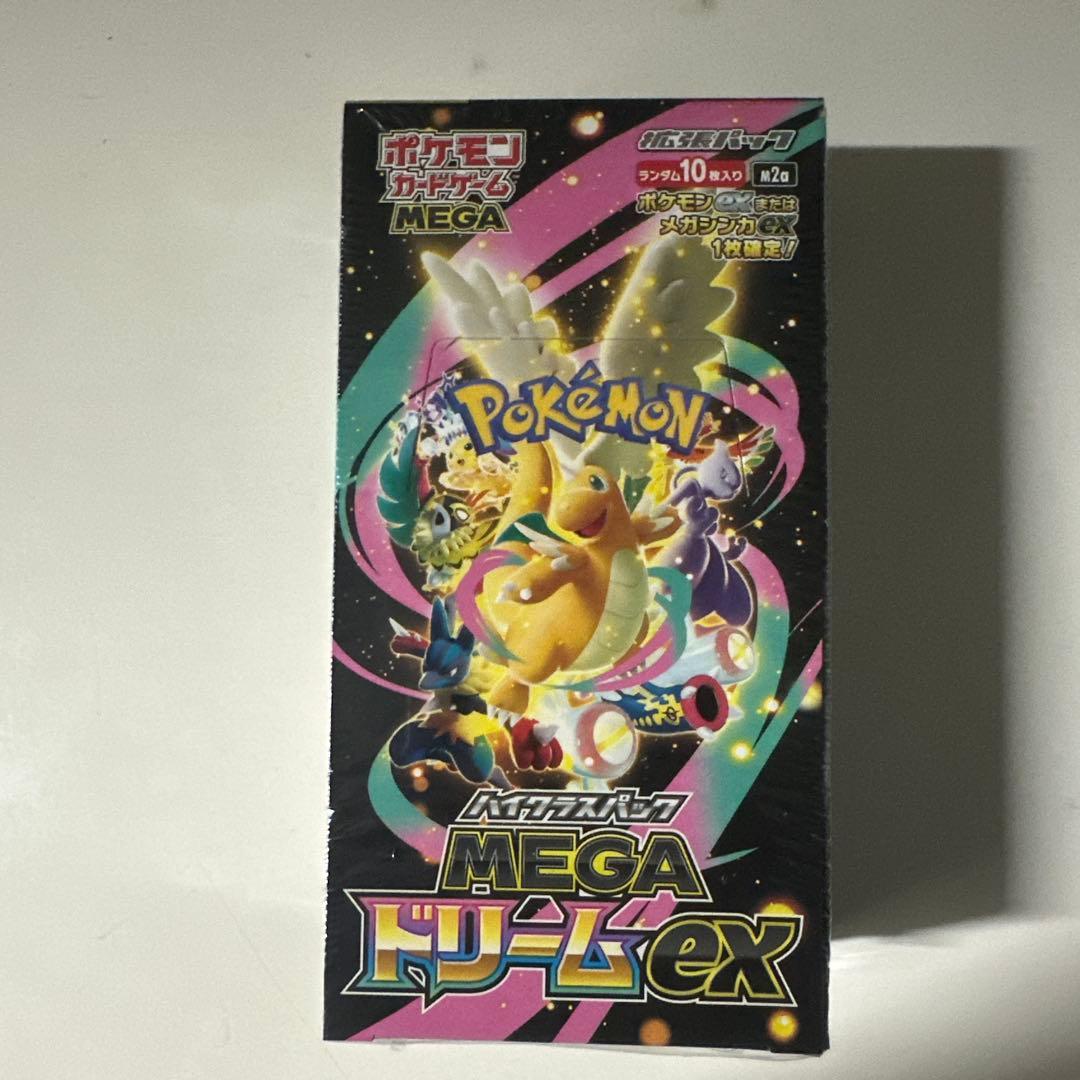 ポケモン
カードゲーム
MEGA
拡張パック
ランダム10枚入り M2a
ポケモンexまたは
メガシンカex
1枚確定!
POKéMON
ハイクラスパック
MEGA
ドリームex